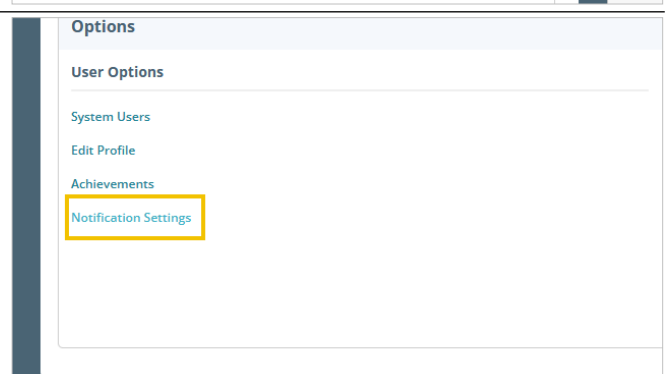 Options
User Options
System Users
Edit Profile
Achievements
Notification Settings